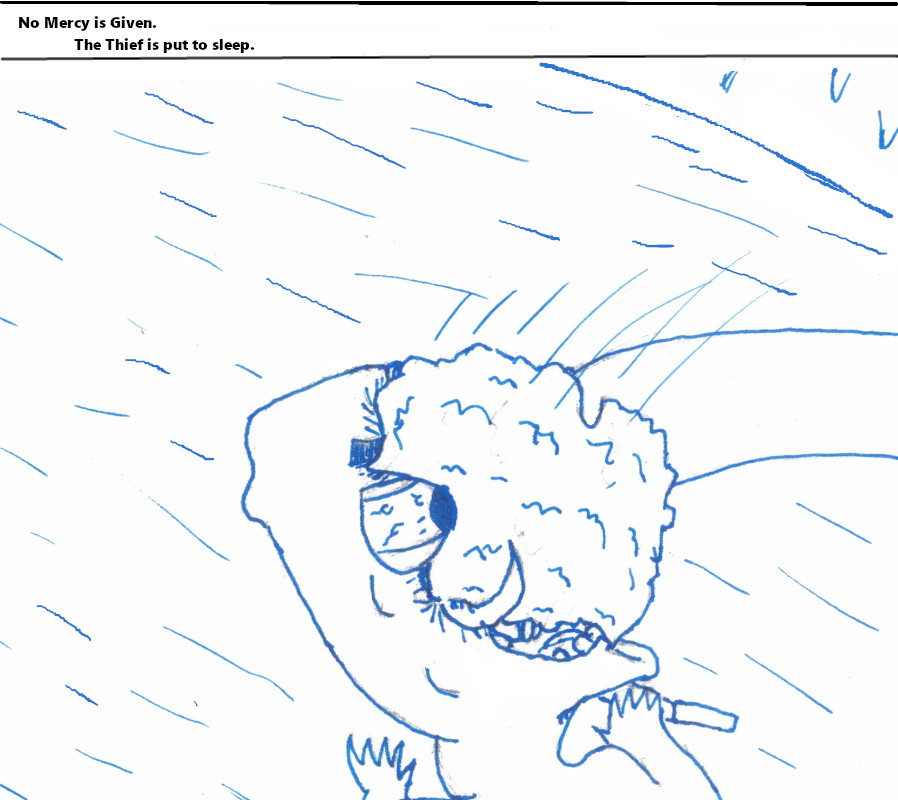 No Mercy is Given.
The Thief is put to sleep.